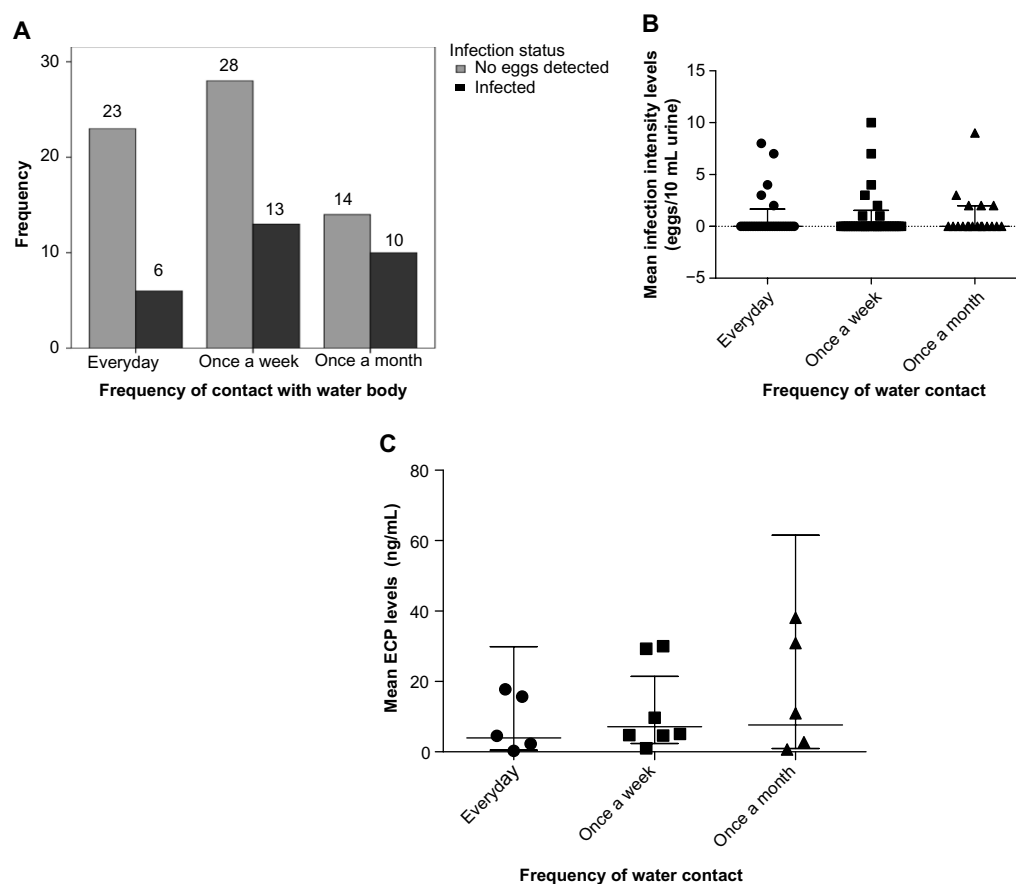 A
Infection status
No eggs detected
Infected
30
20
10
0
Frequency
23
6
28
13
14
10
Everyday
Once a week
Once a month
Frequency of contact with water body
B
Mean infection intensity levels
(eggs/10 mL urine)
15
10
5
0
−5
Everyday
Once a week
Once a month
Frequency of water contact
C
Mean ECP levels (ng/mL)
80
60
40
20
0
Everyday
Once a week
Once a month
Frequency of water contact